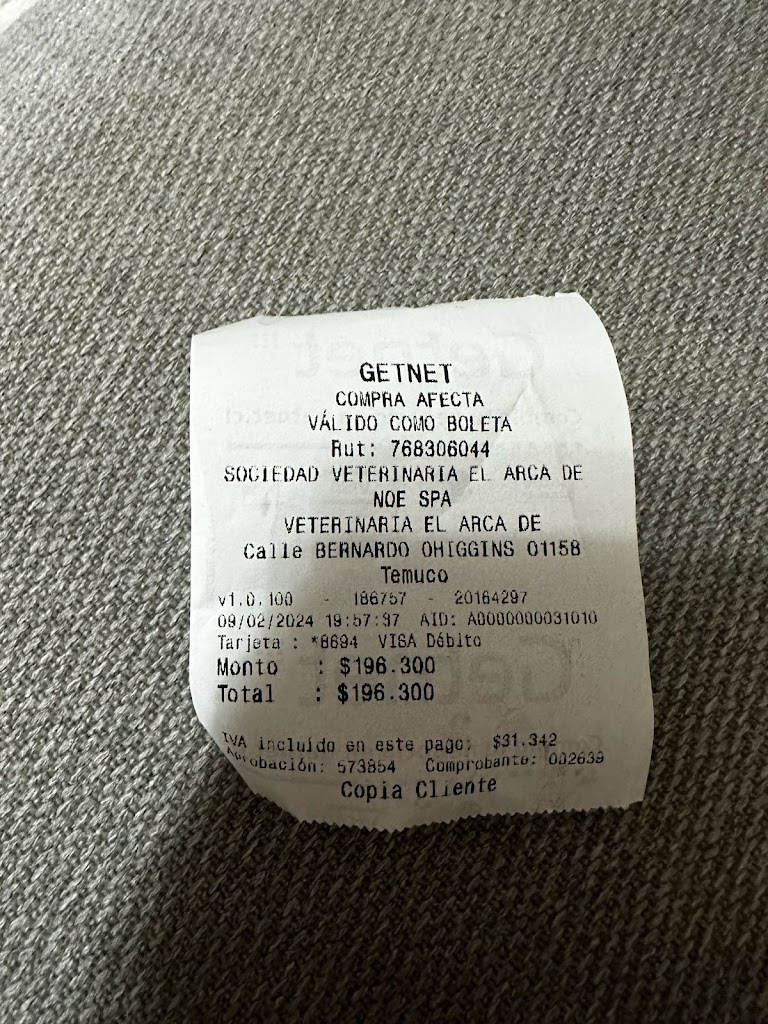 GETNET
COMPRA AFECTA
VÁLIDO COMO BOLETA
Rut: 768306044
SOCIEDAD VETERINARIA EL ARCA DE
NOE SPA
VETERINARIA EL ARCA DE
Calle BERNARDO OHIGGINS 01158
Temuco
v1.0.100 - 186757 - 20164297
09/02/2024 19:57:37 AID: A0000000031010
Tarjeta : *8694 VISA Débito
Monto : $196.300
Total : $196.300
IVA incluido en este pago: $31.342
Aprobación: 573854 Comprobante: 002639
Copia Cliente